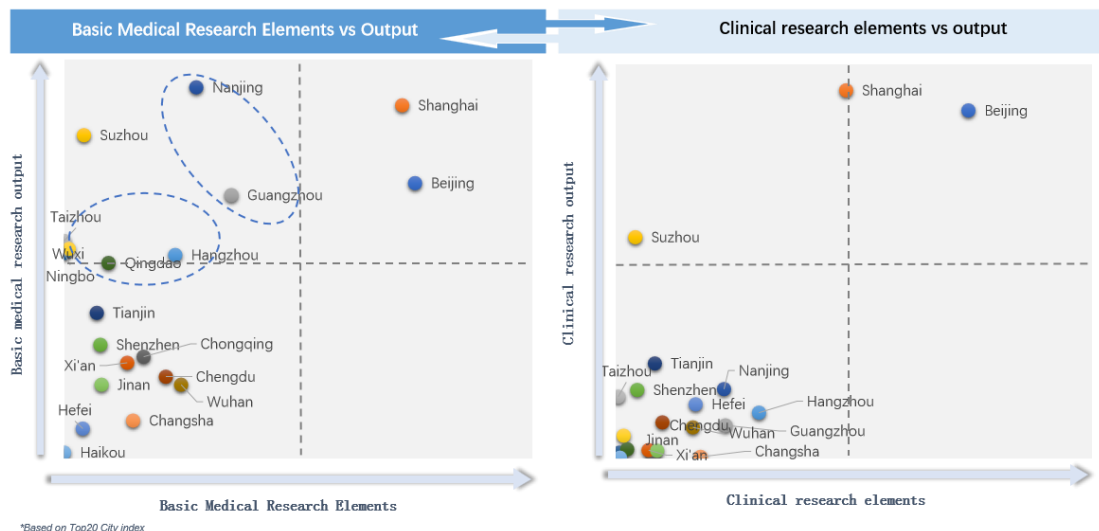 Basic Medical Research Elements vs Output
Clinical research elements vs output
Basic medical research output
Nanjing
Shanghai
Suzhou
Beijing
Guangzhou
Taizhou
Wuxi
Hangzhou
Qingdao
Ningbo
Tianjin
Shenzhen
Chongqing
Xi'an
Chengdu
Jinan
Wuhan
Hefei
Changsha
Haikou
Basic Medical Research Elements
Clinical research output
Shanghai
Beijing
Suzhou
Tianjin
Taizhou
Nanjing
Shenzhen
Hefei
Hangzhou
Chengdu
Wuhan
Guangzhou
Jinan
Xi'an
Changsha
Clinical research elements
*Based on Top20 City index